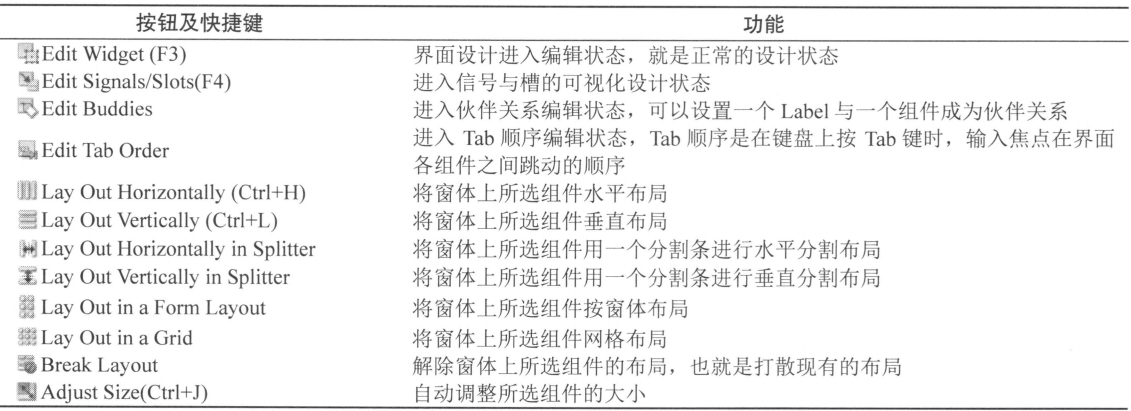 按钮及快捷键 功能
Edit Widget (F3) 界面设计进入编辑状态，就是正常的设计状态
Edit Signals/Slots(F4) 进入信号与槽的可视化设计状态
Edit Buddies 进入伙伴关系编辑状态，可以设置一个 Label 与一个组件成为伙伴关系
Edit Tab Order 进入 Tab 顺序编辑状态，Tab 顺序是在键盘上按 Tab 键时，输入焦点在界面
各组件之间跳动的顺序
Lay Out Horizontally (Ctrl+H) 将窗体上所选组件水平布局
Lay Out Vertically (Ctrl+L) 将窗体上所选组件垂直布局
Lay Out Horizontally in Splitter 将窗体上所选组件用一个分割条进行水平分割布局
Lay Out Vertically in Splitter 将窗体上所选组件用一个分割条进行垂直分割布局
Lay Out in a Form Layout 将窗体上所选组件按窗体布局
Lay Out in a Grid 将窗体上所选组件网格布局
Break Layout 解除窗体上所选组件的布局，也就是打散现有的布局
Adjust Size(Ctrl+J) 自动调整所选组件的大小